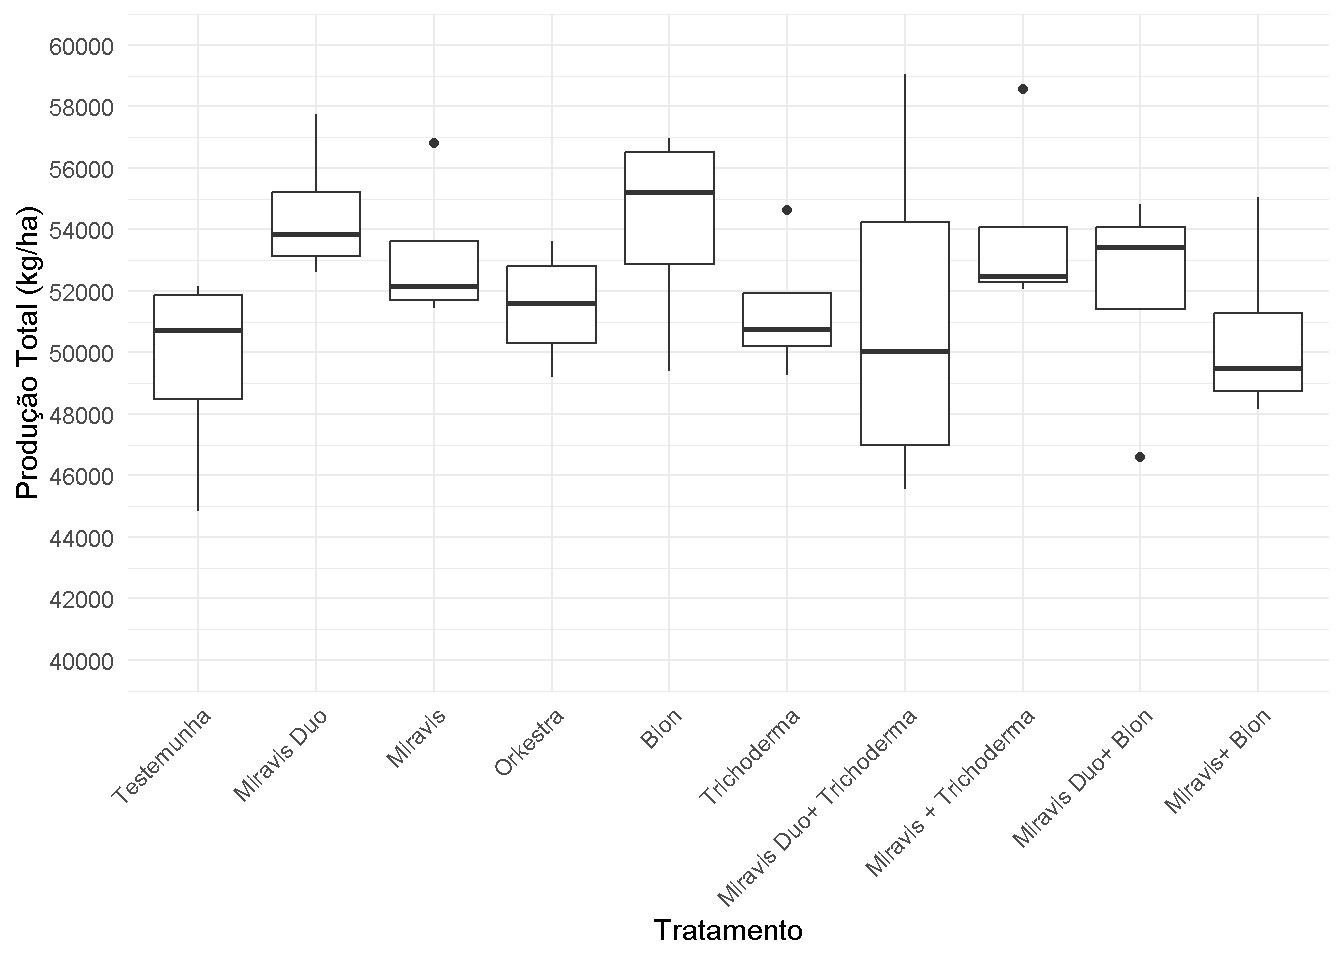 Produção Total (kg/ha)
60000
58000
56000
54000
52000
50000
48000
46000
44000
42000
40000
Testemunha
Miravis Duo
Miravis
Orkestra
Bion
Trichoderma
Miravis Duo+ Trichoderma
Miravis + Trichoderma
Miravis Duo+ Bion
Miravis+ Bion
Tratamento